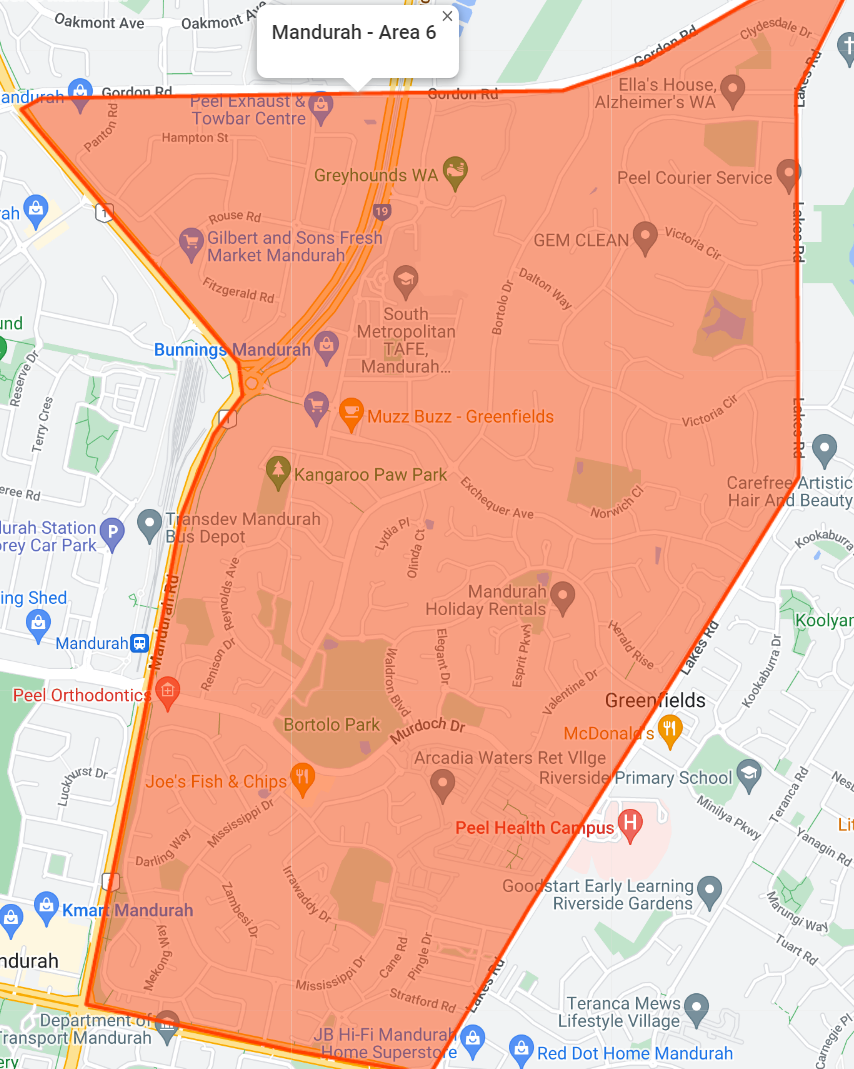 Oakmont Ave
Oakmont Ave
Mandurah - Area 6
Clydesdale Dr
Gordon Rd
Ella's House,
Alzheimer's WA
Lakes Rd
andurah
Gordon Rd
Gordon Rd
Peel Exhaust &
Towbar Centre
Panton Rd
Hampton St
Greyhounds WA
Peel Courier Service
1
rah
19
Rouse Rd
Lakes Rd
Gilbert and Sons Fresh
Market Mandurah
GEM CLEAN
Victoria Cir
Fitzgerald Rd
Dalton Way
Bortolo Dr
South
Metropolitan
TAFE,
Mandurah...
und
Bunnings Mandurah
Reserve Dr
Terry Cres
Muzz Buzz - Greenfields
Victoria Cir
Lakes Rd
Kangaroo Paw Park
Exchequer Ave
Norwich Cl
Carefree Artistic
Hair And Beauty
eree Rd
Transdev Mandurah
Bus Depot
durah Station
orey Car Park
P
Lydia Pl
Olinda Ct
Kookaburra
Mandurah
Holiday Rentals
Reynolds Ave
ing Shed
Mandurah Rd
Mandurah
Koolyan
Herald Rise
Lakes Rd
Renison Dr
Waldron Blvd
Elegant Dr
Esprit Pkwy
Kookaburra Dr
Valentine Dr
Peel Orthodontics
Greenfields
Bortolo Park
Murdoch Dr
McDonald's
Arcadia Waters Ret Vllge
Riverside Primary School
Luckhurst Dr
Joe's Fish & Chips
Mississippi Dr
Teranca Rd
Nesb
Minilya Pkwy
Peel Health Campus
H
Lit
Yanagin Rd
Darling Way
Irrawaddy Dr
Zambesi Dr
Goodstart Early Learning
Riverside Gardens
Marungi Way
Kmart Mandurah
Tuart Rd
ndurah
Mekong Way
Cane Rd
Pingle Dr
Mississippi Dr
Lakes Rd
Stratford Rd
Teranca Mews
Lifestyle Village
Carnegie Pl
Department of
Transport Mandurah
JB Hi-Fi Mandurah
Home Superstore
Red Dot Home Mandurah
ery